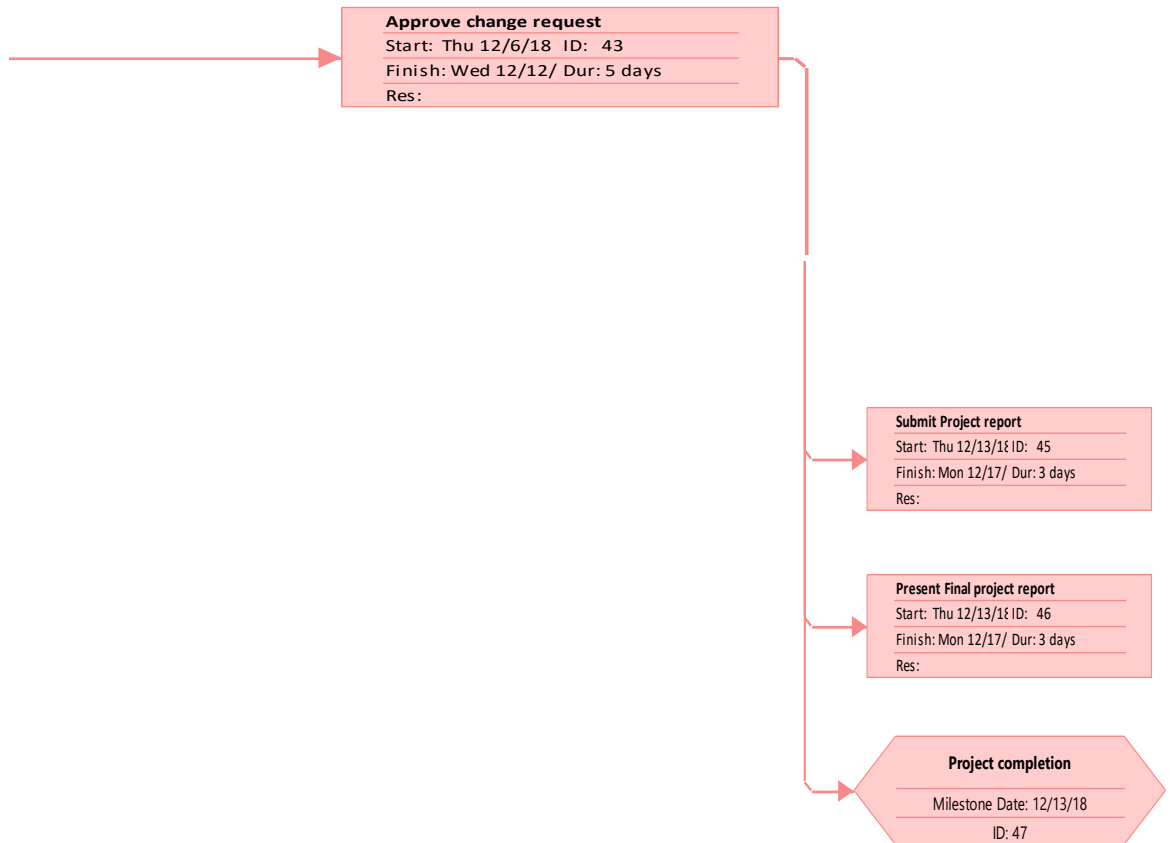 Approve change request
Start: Thu 12/6/18 ID: 43
Finish: Wed 12/12/ Dur: 5 days
Res:
Submit Project report
Start: Thu 12/13/18 ID: 45
Finish: Mon 12/17/ Dur: 3 days
Res:
Present Final project report
Start: Thu 12/13/18 ID: 46
Finish: Mon 12/17/ Dur: 3 days
Res:
Project completion
Milestone Date: 12/13/18
ID: 47